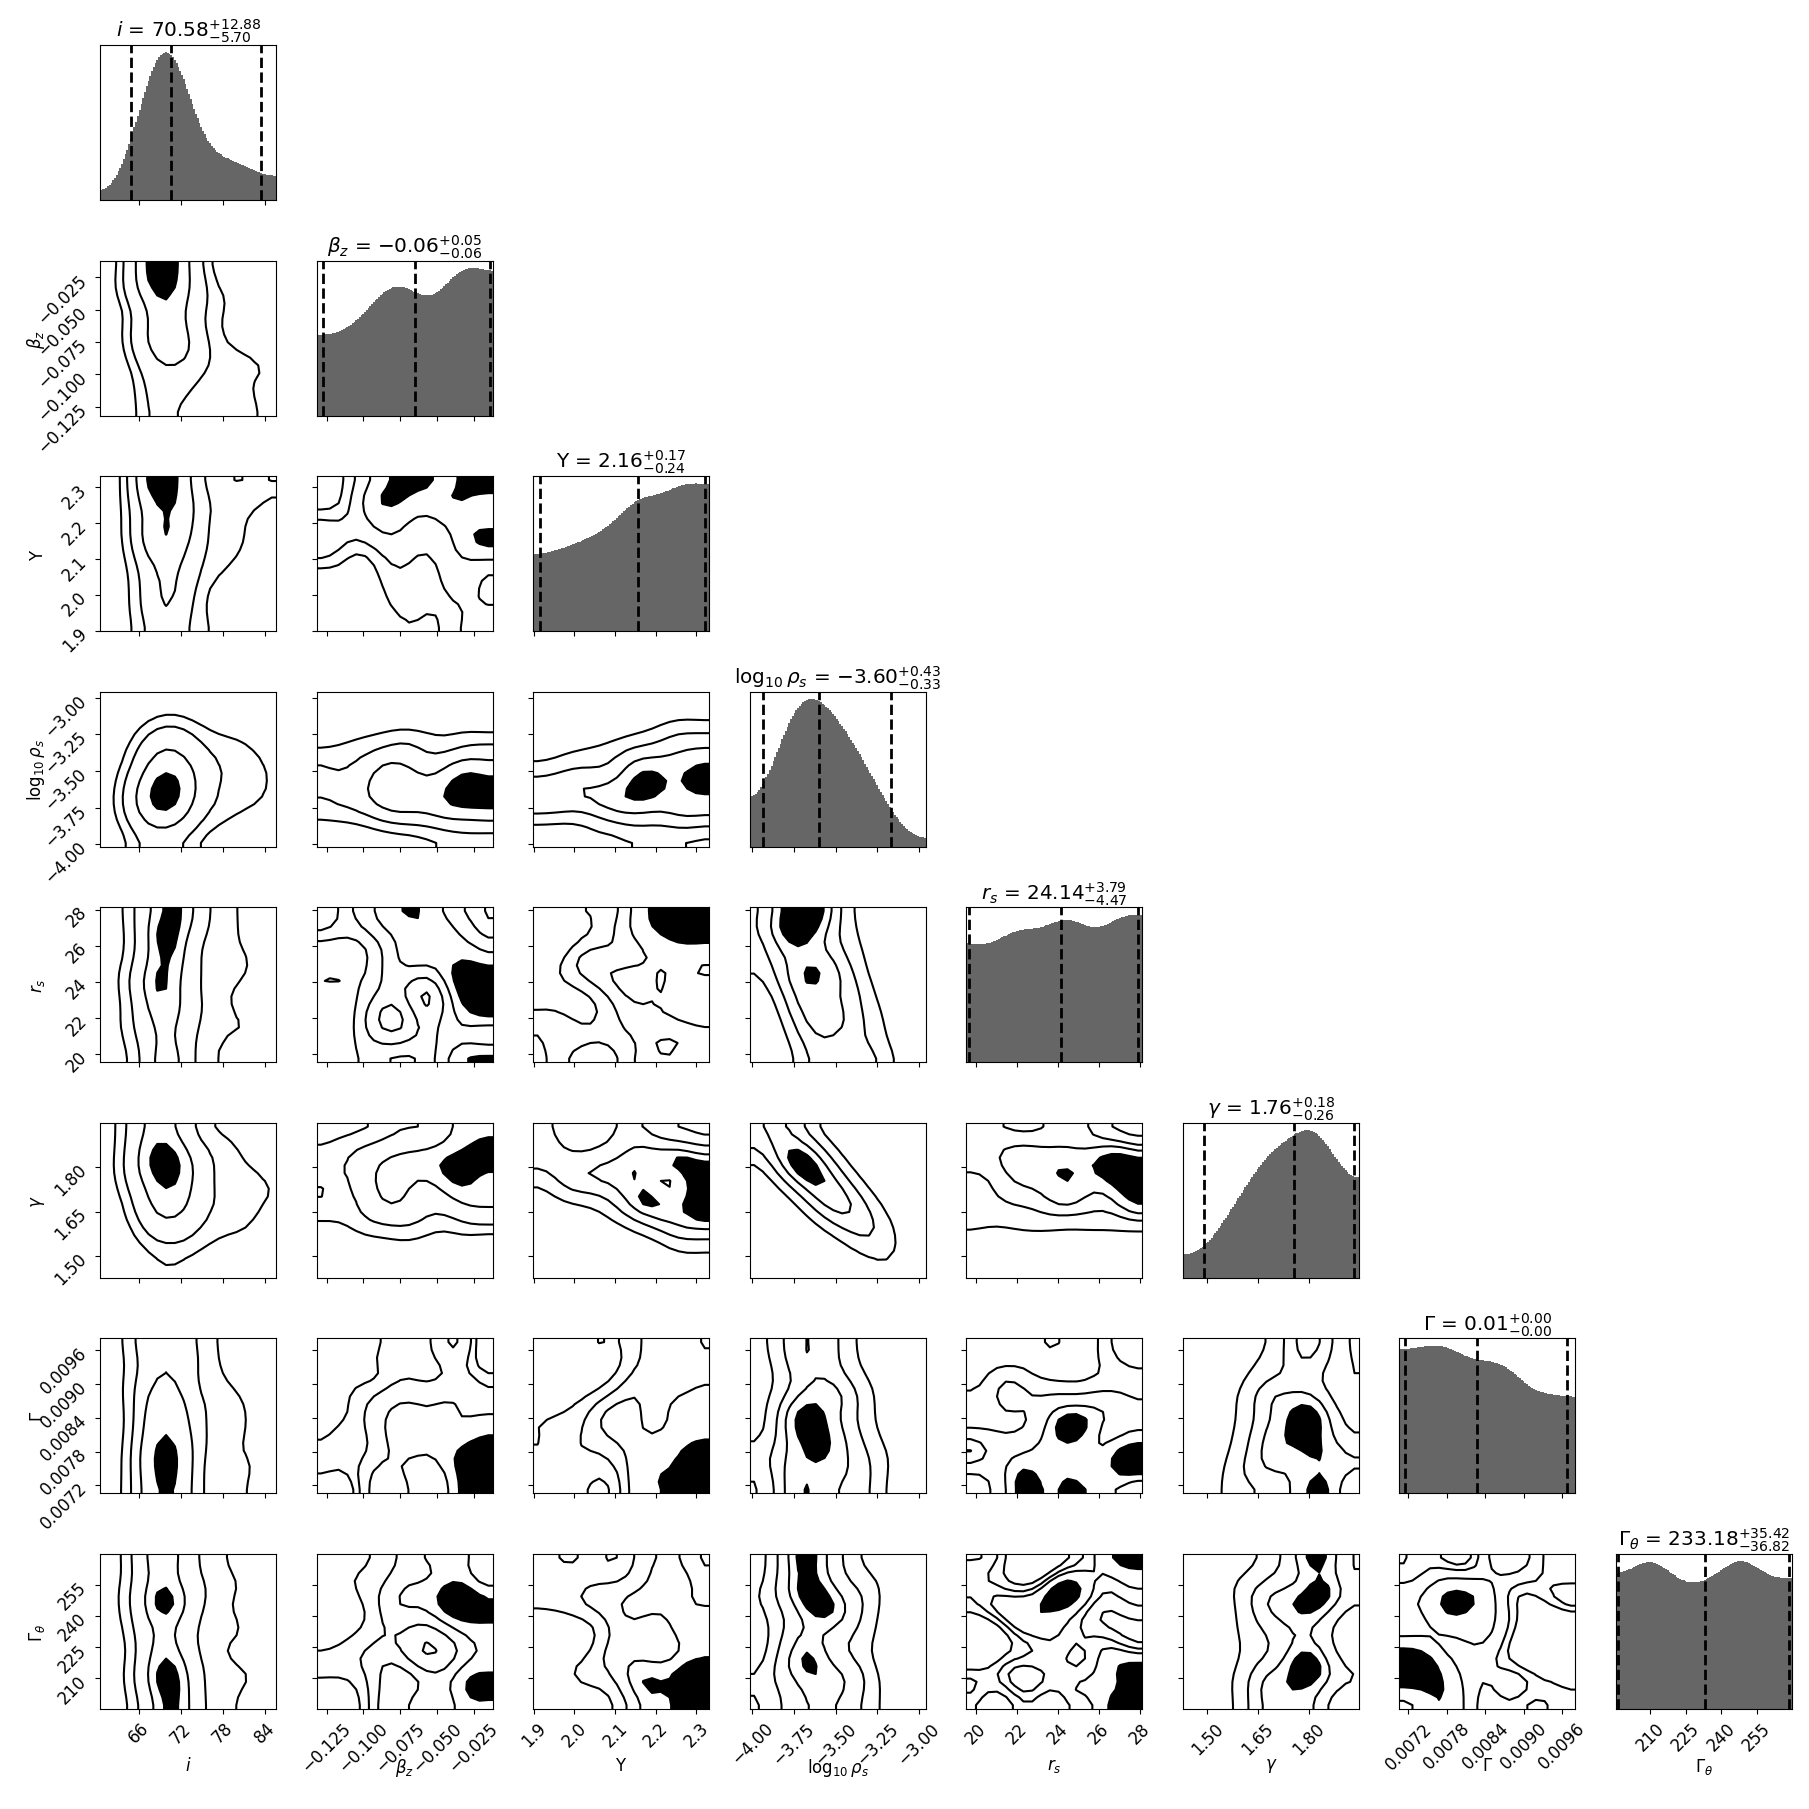 i = 70.58^{+12.88}_{−5.70}
β_z = −0.06^{+0.05}_{−0.06}
−0.025
−0.050
−0.075
−0.100
−0.125
β_z
Υ = 2.16^{+0.17}_{−0.24}
2.3
2.2
2.1
2.0
1.9
Υ
log₁₀ ρ_s = −3.60^{+0.43}_{−0.33}
−3.00
−3.25
−3.50
−3.75
−4.00
log₁₀ ρ_s
r_s = 24.14^{+3.79}_{−4.47}
28
26
24
22
20
r_s
γ = 1.76^{+0.18}_{−0.26}
1.80
1.65
1.50
γ
Γ = 0.01^{+0.00}_{−0.00}
0.0096
0.0090
0.0084
0.0078
0.0072
Γ
Γ_θ = 233.18^{+35.42}_{−36.82}
255
240
225
210
Γ_θ
66 72 78 84
−0.125 −0.100 −0.075 −0.050 −0.025
1.9 2.0 2.1 2.2 2.3
−4.00 −3.75 −3.50 −3.25 −3.00
20 22 24 26 28
1.50 1.65 1.80
0.0072 0.0078 0.0084 0.0090 0.0096
210 225 240 255
i β_z Υ log₁₀ ρ_s r_s γ Γ Γ_θ